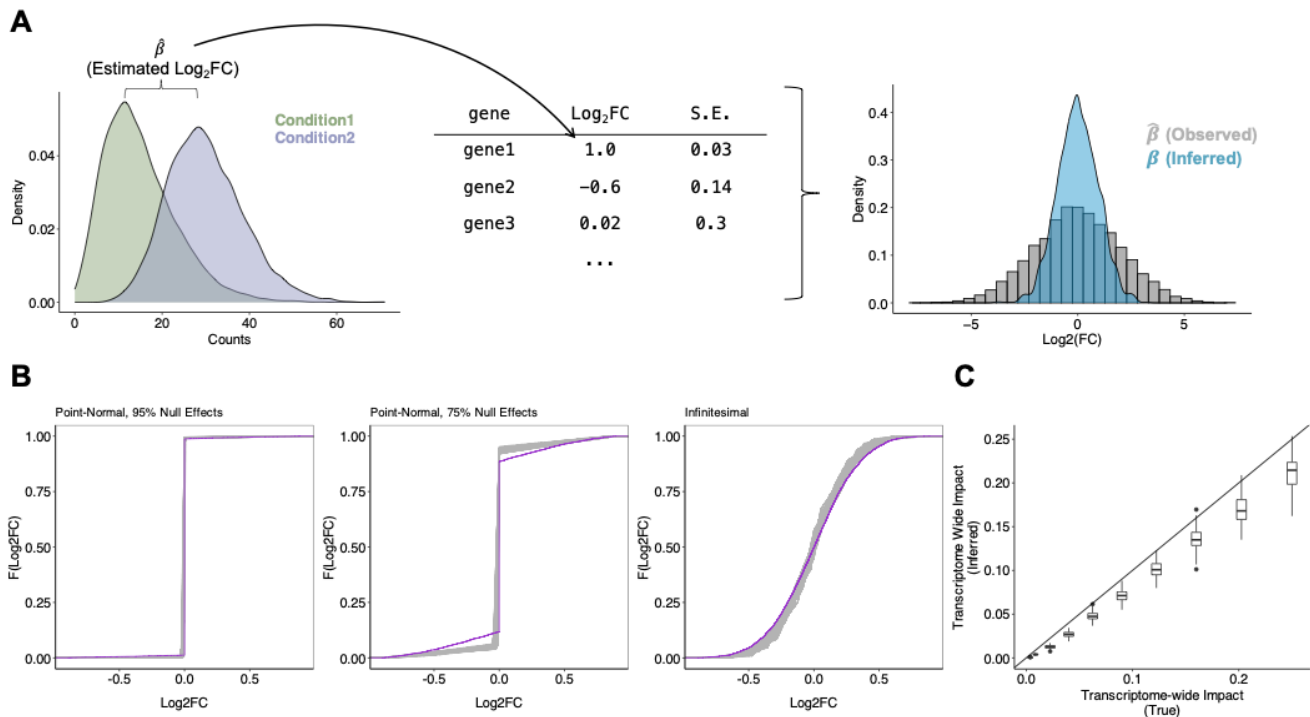 A
β̂
(Estimated Log₂FC)
Condition1
Condition2
Density
0.04
0.02
0.00
0
20
40
60
Counts
gene Log₂FC S.E.
gene1 1.0 0.03
gene2 −0.6 0.14
gene3 0.02 0.3
...
β̂ (Observed)
β (Inferred)
Density
0.4
0.3
0.2
0.1
0.0
−5
0
5
Log2(FC)
B
Point-Normal, 95% Null Effects
F(Log2FC)
1.00
0.75
0.50
0.25
0.00
-0.5
0.0
0.5
Log2FC
Point-Normal, 75% Null Effects
F(Log2FC)
1.00
0.75
0.50
0.25
0.00
-0.5
0.0
0.5
Log2FC
Infinitesimal
F(Log2FC)
1.00
0.75
0.50
0.25
0.00
-0.5
0.0
0.5
Log2FC
C
Transcriptome Wide Impact
(Inferred)
0.25
0.20
0.15
0.10
0.05
0.00
0.0
0.1
0.2
Transcriptome-wide Impact
(True)